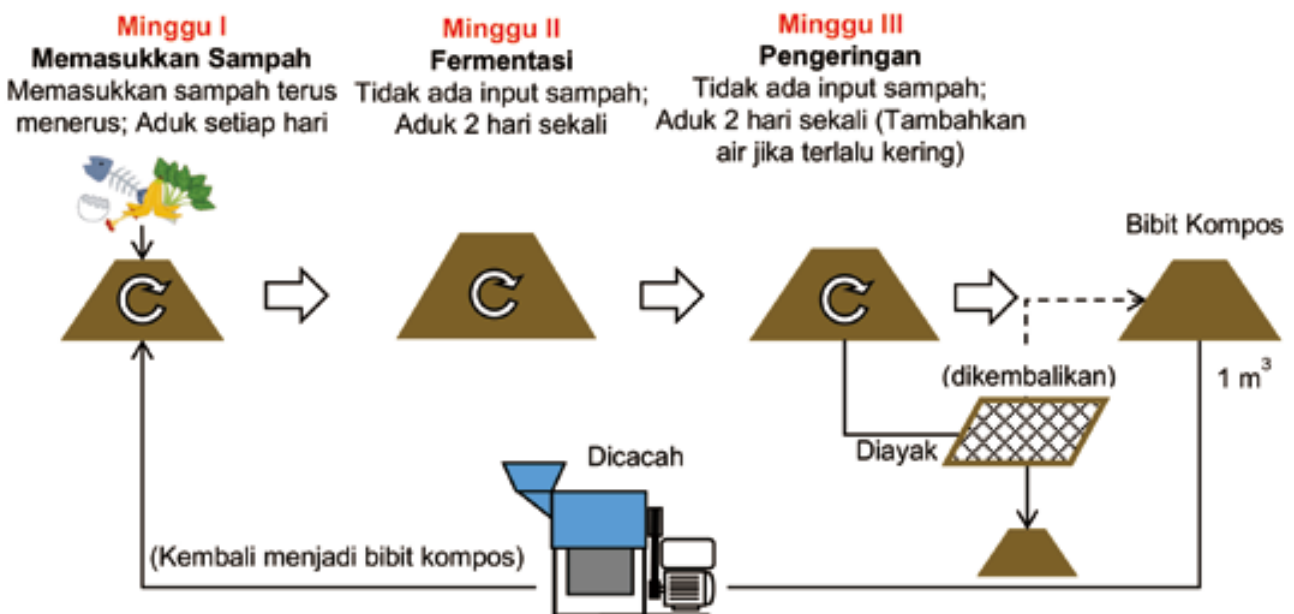 Minggu I
Memasukkan Sampah
Memasukkan sampah terus
menerus; Aduk setiap hari
Minggu II
Fermentasi
Tidak ada input sampah;
Aduk 2 hari sekali
Minggu III
Pengeringan
Tidak ada input sampah;
Aduk 2 hari sekali (Tambahkan
air jika terlalu kering)
Bibit Kompos
1 m³
(dikembalikan)
Diayak
Dicacah
(Kembali menjadi bibit kompos)